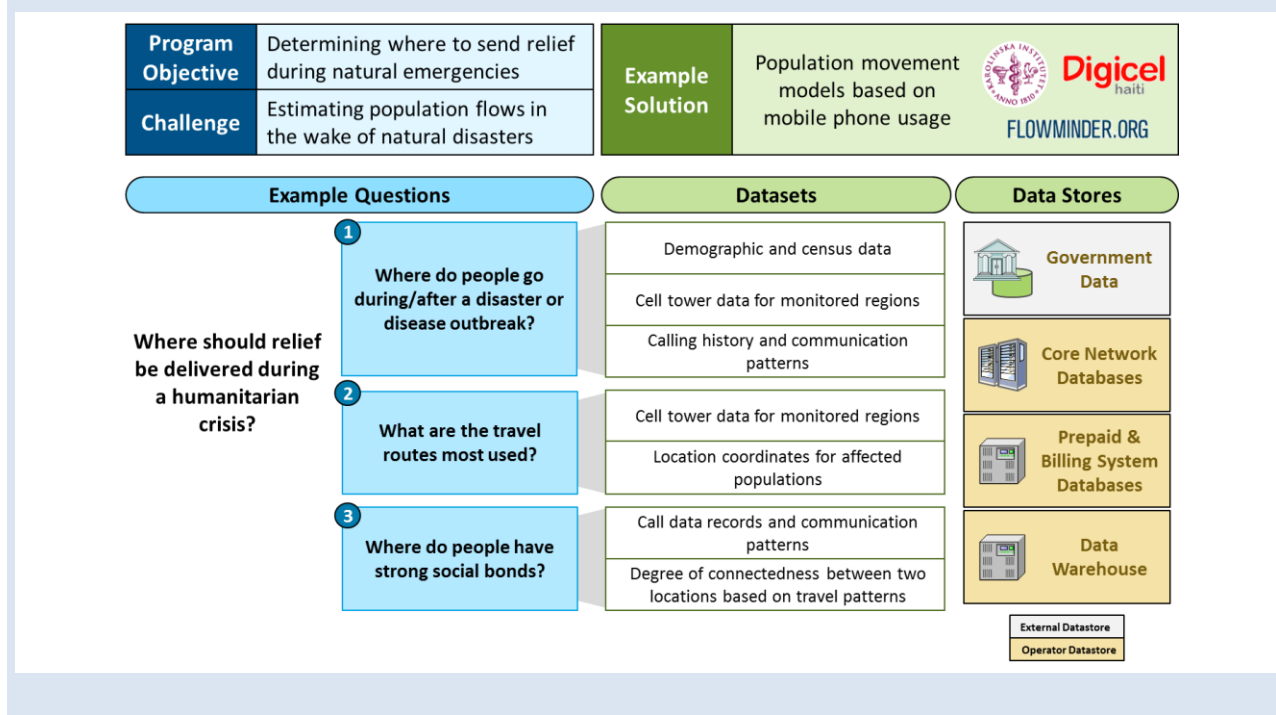 Program
Objective
Determining where to send relief
during natural emergencies
Challenge
Estimating population flows in
the wake of natural disasters
Example
Solution
Population movement
models based on
mobile phone usage
KAROLINSKA INSTITUTET
ANNO 1810
Digicel
haiti
FLOWMINDER.ORG
Example Questions
Datasets
Data Stores
Where should relief
be delivered during
a humanitarian
crisis?
1
Where do people go
during/after a disaster or
disease outbreak?
Demographic and census data
Cell tower data for monitored regions
Calling history and communication
patterns
2
What are the travel
routes most used?
Cell tower data for monitored regions
Location coordinates for affected
populations
3
Where do people have
strong social bonds?
Call data records and communication
patterns
Degree of connectedness between two
locations based on travel patterns
Government
Data
Core Network
Databases
Prepaid &
Billing System
Databases
Data
Warehouse
External Datastore
Operator Datastore